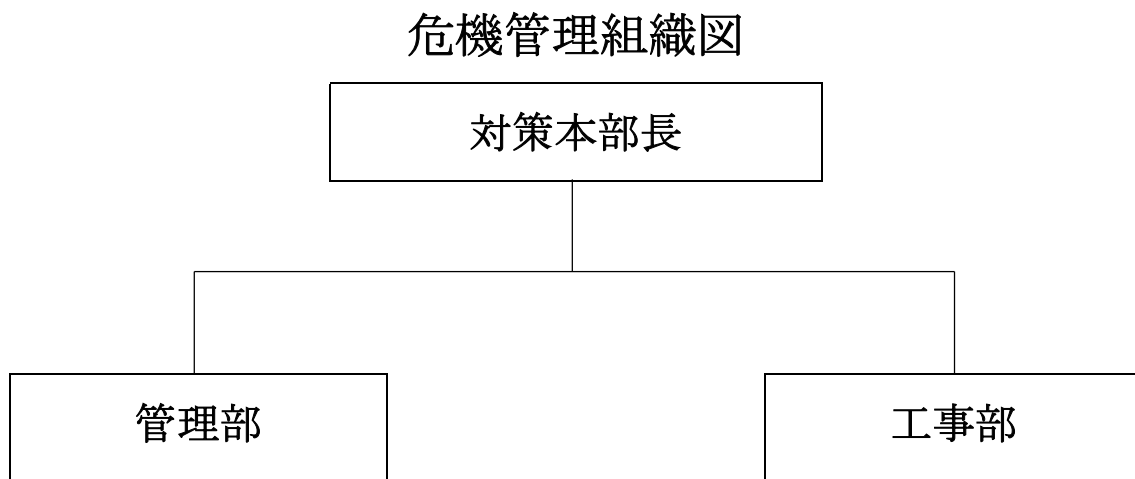 危機管理組織図
対策本部長
管理部
工事部